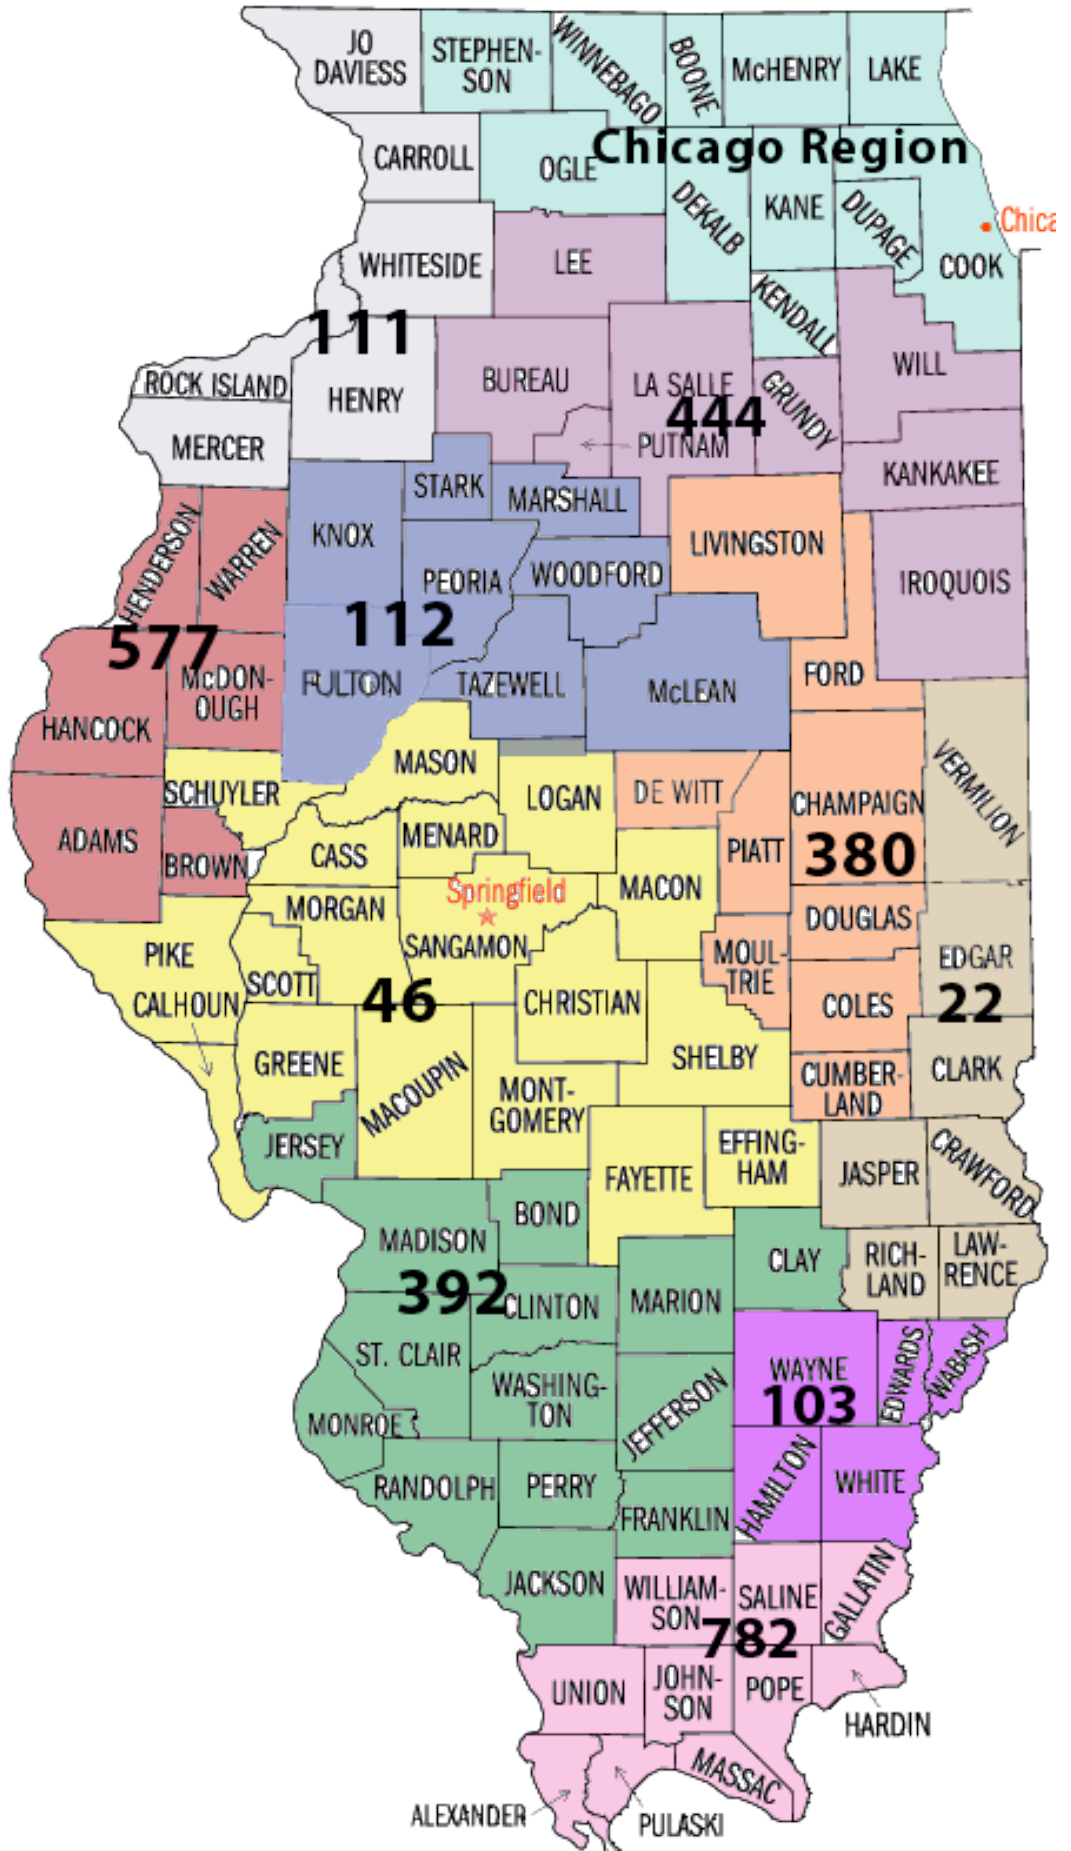 JO
DAVIESS
STEPHEN-
SON
WINNEBAGO
BOONE
McHENRY
LAKE
CARROLL
OGLE
Chicago Region
DEKALB
KANE
DUPAGE
Chica
COOK
WHITESIDE
LEE
KENDALL
111
ROCK ISLAND
HENRY
BUREAU
LA SALLE
444
GRUNDY
WILL
MERCER
PUTNAM
KANKAKEE
STARK
MARSHALL
KNOX
HENDERSON
WARREN
PEORIA
WOODFORD
LIVINGSTON
IROQUOIS
112
577
McDON-
OUGH
FULTON
TAZEWELL
McLEAN
FORD
HANCOCK
SCHUYLER
MASON
LOGAN
DE WITT
CHAMPAIGN
VERMILION
ADAMS
BROWN
CASS
MENARD
PIATT
380
Springfield
MACON
MORGAN
SANGAMON
DOUGLAS
PIKE
SCOTT
MOUL-
TRIE
EDGAR
CALHOUN
46
CHRISTIAN
COLES
22
GREENE
MACOUPIN
MONT-
GOMERY
SHELBY
CUMBER-
LAND
CLARK
JERSEY
FAYETTE
EFFING-
HAM
JASPER
CRAWFORD
MADISON
BOND
CLAY
RICH-
LAND
LAW-
RENCE
392
CLINTON
MARION
ST. CLAIR
WASHING-
TON
JEFFERSON
WAYNE
103
EDWARDS
WABASH
MONROE
RANDOLPH
PERRY
FRANKLIN
HAMILTON
WHITE
JACKSON
WILLIAM-
SON
SALINE
GALLATIN
782
UNION
JOHN-
SON
POPE
HARDIN
MASSAC
ALEXANDER
PULASKI